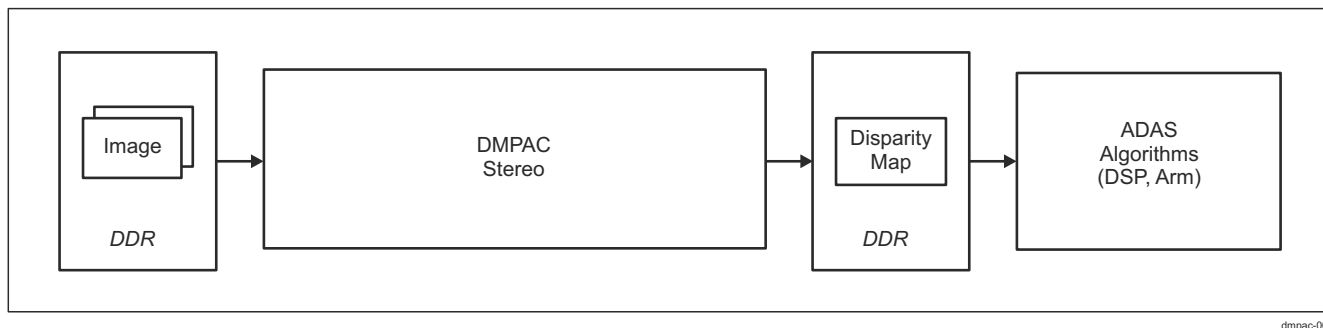 Image
DDR
DMPAC
Stereo
Disparity
Map
DDR
ADAS
Algorithms
(DSP, Arm)